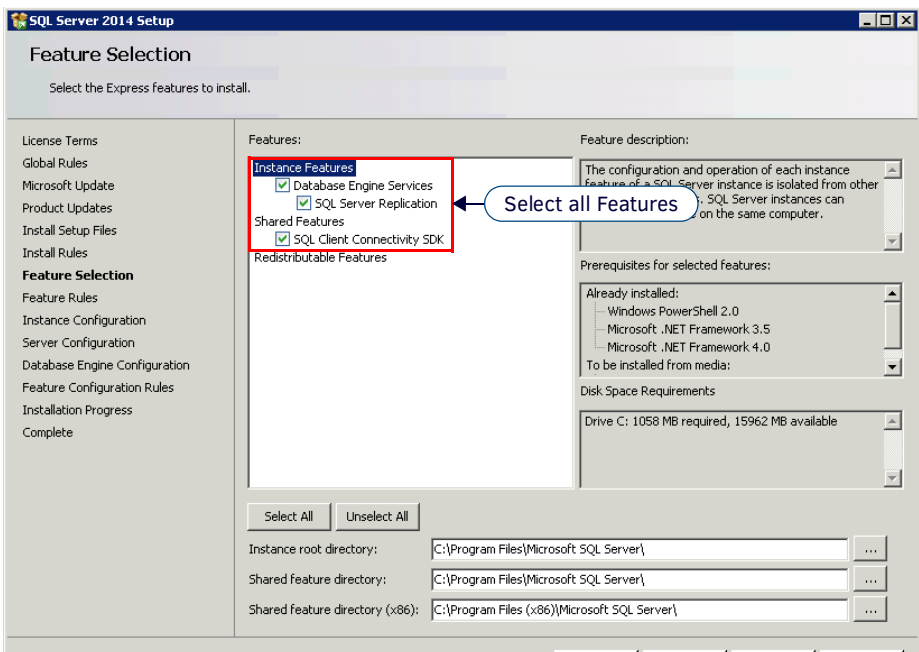 SQL Server 2014 Setup
Feature Selection
Select the Express features to install.
License Terms
Global Rules
Microsoft Update
Product Updates
Install Setup Files
Install Rules
Feature Selection
Feature Rules
Instance Configuration
Server Configuration
Database Engine Configuration
Feature Configuration Rules
Installation Progress
Complete
Features:
Instance Features
Database Engine Services
SQL Server Replication
Shared Features
SQL Client Connectivity SDK
Redistributable Features
Select all Features
Feature description:
The configuration and operation of each instance
feature of a SQL Server instance is isolated from other
. SQL Server instances can
on the same computer.
Prerequisites for selected features:
Already installed:
Windows PowerShell 2.0
Microsoft .NET Framework 3.5
Microsoft .NET Framework 4.0
To be installed from media:
Disk Space Requirements
Drive C: 1058 MB required, 15962 MB available
Select All
Unselect All
Instance root directory:
C:\Program Files\Microsoft SQL Server\
...
Shared feature directory:
C:\Program Files\Microsoft SQL Server\
...
Shared feature directory (x86):
C:\Program Files (x86)\Microsoft SQL Server\
...